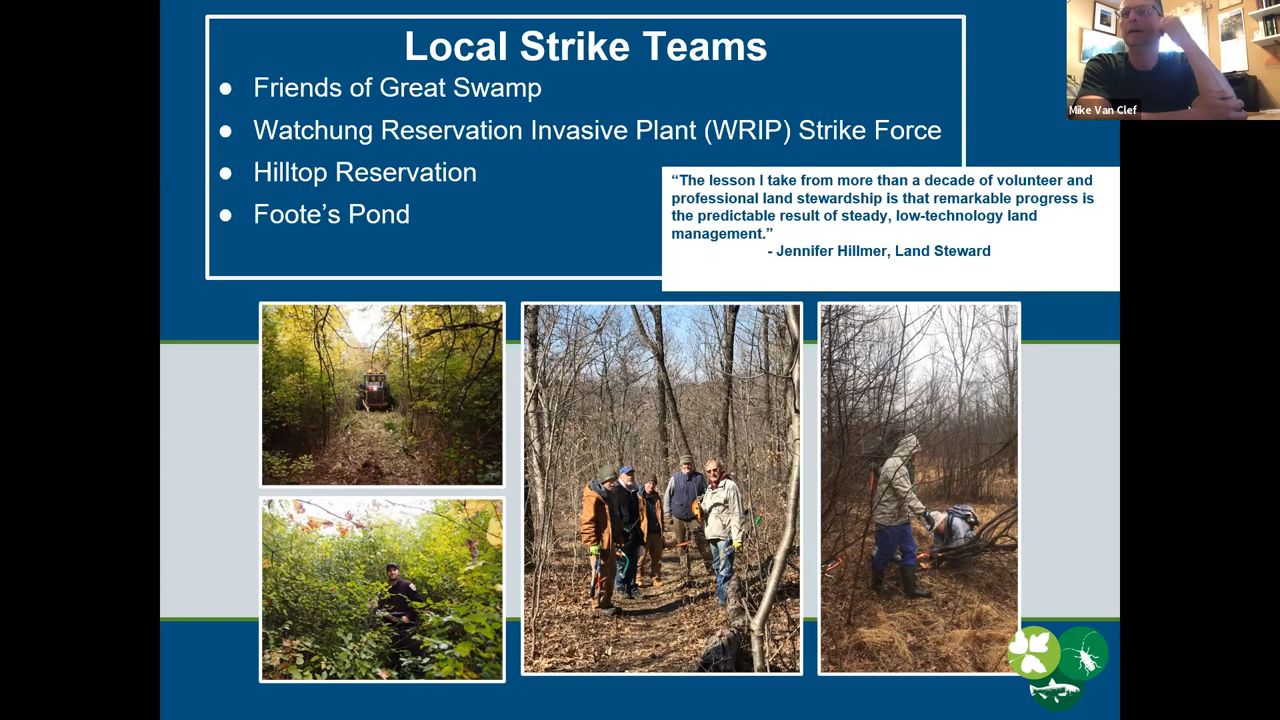 Local Strike Teams
● Friends of Great Swamp
● Watchung Reservation Invasive Plant (WRIP) Strike Force
● Hilltop Reservation
● Foote’s Pond
“The lesson I take from more than a decade of volunteer and
professional land stewardship is that remarkable progress is
the predictable result of steady, low-technology land
management.”
- Jennifer Hillmer, Land Steward
Mike Van Clef